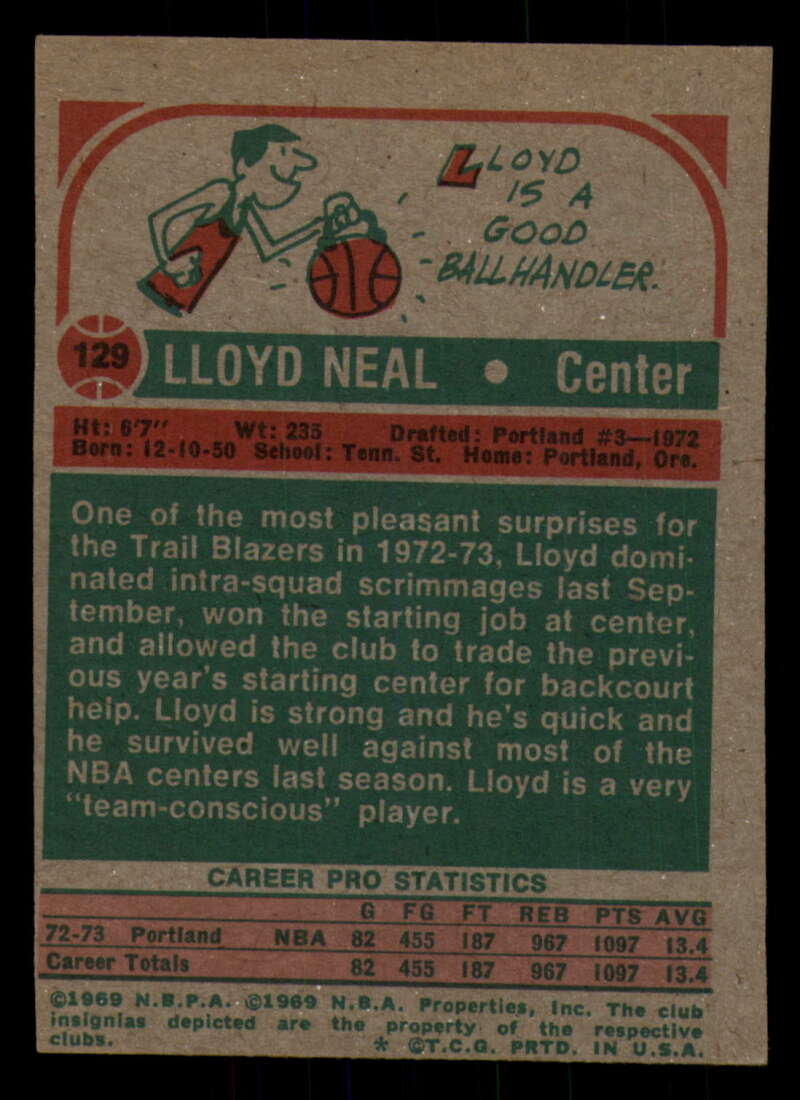 LLOYD
IS A
GOOD
BALLHANDLER.
129 LLOYD NEAL • Center
Ht: 6'7" Wt: 235 Drafted: Portland #3—1972
Born: 12-10-50 School: Tenn. St. Home: Portland, Ore.
One of the most pleasant surprises for
the Trail Blazers in 1972-73, Lloyd domi-
nated intra-squad scrimmages last Sep-
tember, won the starting job at center,
and allowed the club to trade the previ-
ous year's starting center for backcourt
help. Lloyd is strong and he's quick and
he survived well against most of the
NBA centers last season. Lloyd is a very
"team-conscious" player.
CAREER PRO STATISTICS
G FG FT REB PTS AVG
72-73 Portland NBA 82 455 187 967 1097 13.4
Career Totals 82 455 187 967 1097 13.4
©1969 N.B.P.A. ©1969 N.B.A. Properties, Inc. The club
insignias depicted are the property of the respective
clubs. * ©T.C.G. PRTD. IN U.S.A.